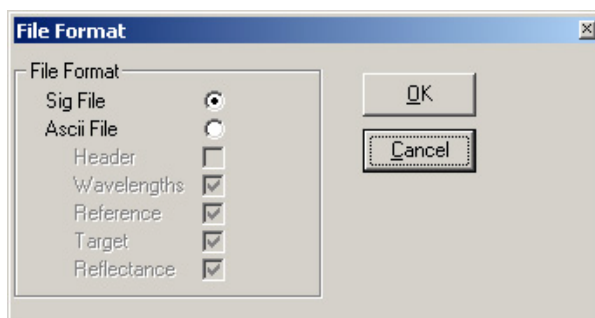 File Format
File Format
Sig File
Ascii File
Header
Wavelengths
Reference
Target
Reflectance
OK
Cancel